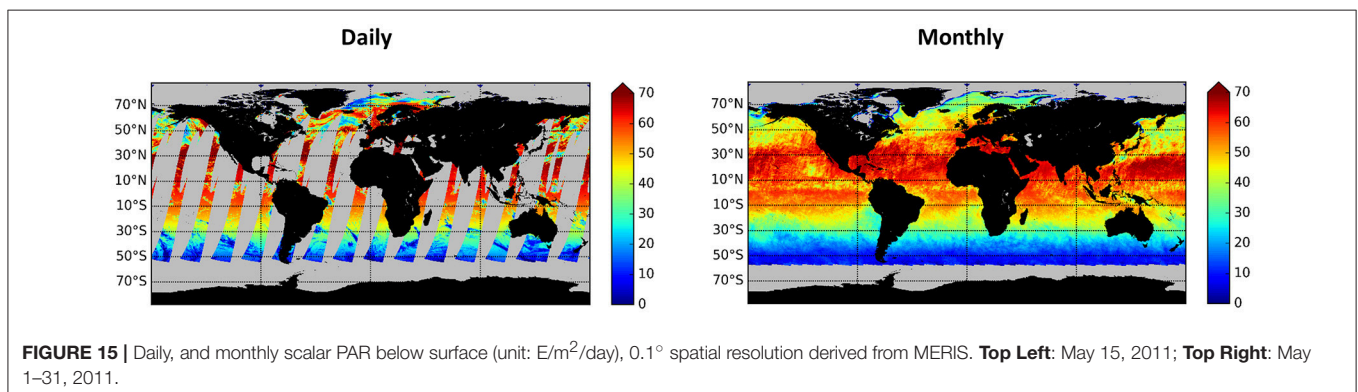 Daily
Monthly
70°N
50°N
30°N
10°N
10°S
30°S
50°S
70°S
70
60
50
40
30
20
10
0
70°N
50°N
30°N
10°N
10°S
30°S
50°S
70°S
70
60
50
40
30
20
10
0
FIGURE 15 | Daily, and monthly scalar PAR below surface (unit: E/m²/day), 0.1° spatial resolution derived from MERIS. Top Left: May 15, 2011; Top Right: May
1–31, 2011.